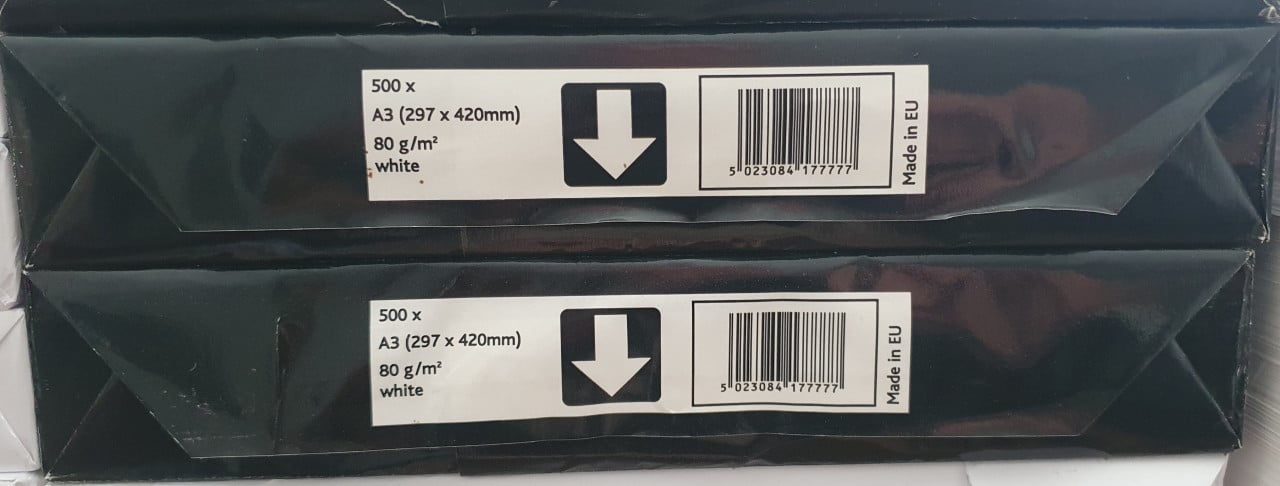 500 x
A3 (297 x 420mm)
80 g/m²
white
5 023084 177777
Made in EU
500 x
A3 (297 x 420mm)
80 g/m²
white
5 023084 177777
Made in EU